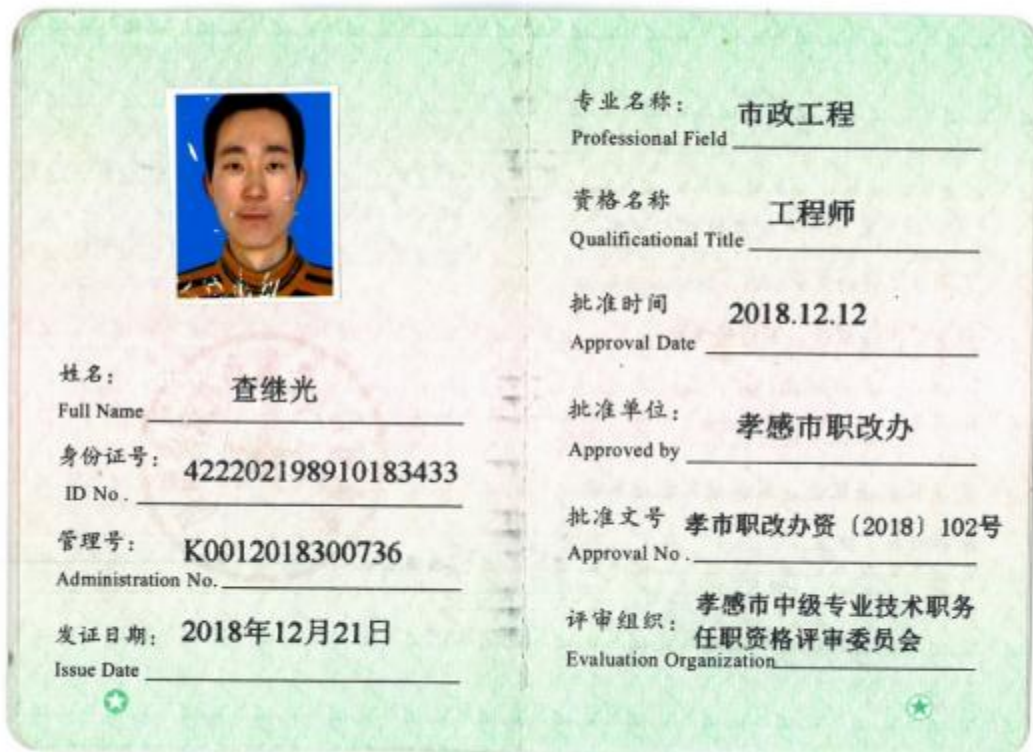 姓名：
查继光
Full Name
身份证号：
422202198910183433
ID No .
管理号：
K0012018300736
Administration No.
发证日期：
2018年12月21日
Issue Date
专业名称：
市政工程
Professional Field
资格名称
工程师
Qualificational Title
批准时间
2018.12.12
Approval Date
批准单位：
孝感市职改办
Approved by
批准文号
孝市职改办资〔2018〕102号
Approval No .
评审组织：
孝感市中级专业技术职务
任职资格评审委员会
Evaluation Organization